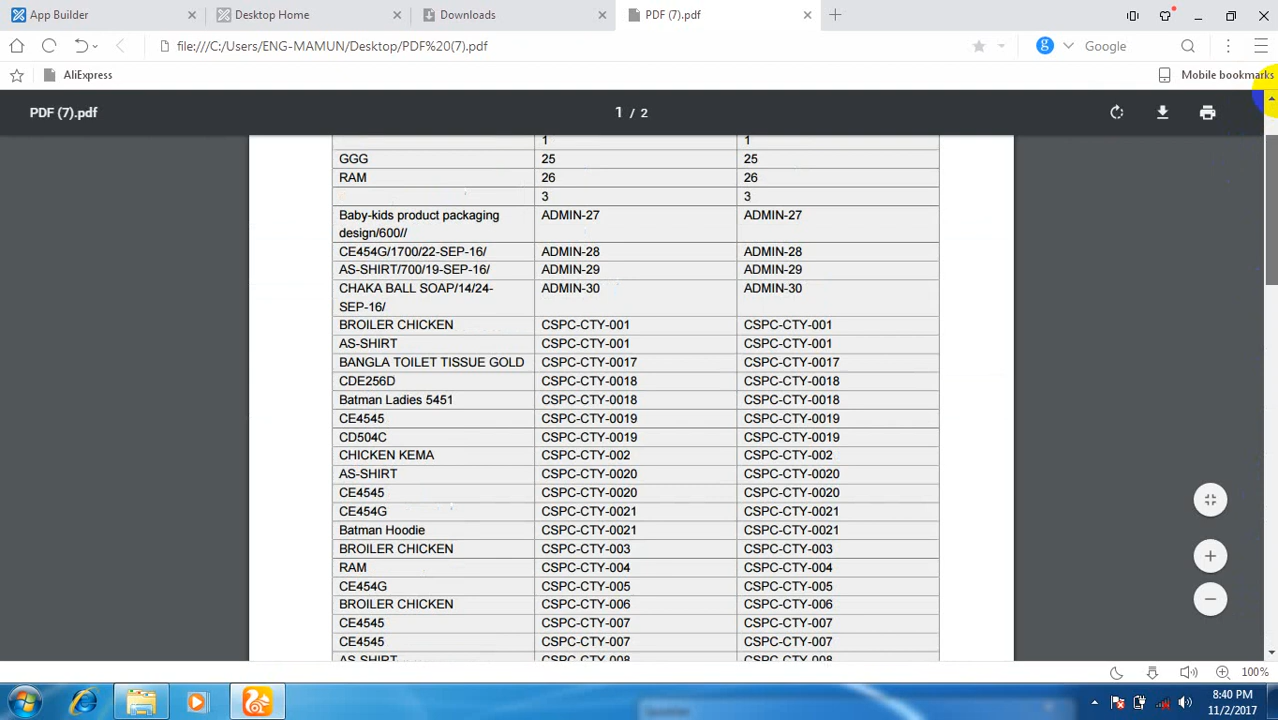 App Builder
Desktop Home
Downloads
PDF (7).pdf
file:///C:/Users/ENG-MAMUN/Desktop/PDF%20(7).pdf
g Google
AliExpress
Mobile bookmarks
PDF (7).pdf
1 / 2
1 1
GGG 25 25
RAM 26 26
3 3
Baby-kids product packaging ADMIN-27 ADMIN-27
design/600//
CE454G/1700/22-SEP-16/ ADMIN-28 ADMIN-28
AS-SHIRT/700/19-SEP-16/ ADMIN-29 ADMIN-29
CHAKA BALL SOAP/14/24- ADMIN-30 ADMIN-30
SEP-16/
BROILER CHICKEN CSPC-CTY-001 CSPC-CTY-001
AS-SHIRT CSPC-CTY-001 CSPC-CTY-001
BANGLA TOILET TISSUE GOLD CSPC-CTY-0017 CSPC-CTY-0017
CDE256D CSPC-CTY-0018 CSPC-CTY-0018
Batman Ladies 5451 CSPC-CTY-0018 CSPC-CTY-0018
CE4545 CSPC-CTY-0019 CSPC-CTY-0019
CD504C CSPC-CTY-0019 CSPC-CTY-0019
CHICKEN KEMA CSPC-CTY-002 CSPC-CTY-002
AS-SHIRT CSPC-CTY-0020 CSPC-CTY-0020
CE4545 CSPC-CTY-0020 CSPC-CTY-0020
CE454G CSPC-CTY-0021 CSPC-CTY-0021
Batman Hoodie CSPC-CTY-0021 CSPC-CTY-0021
BROILER CHICKEN CSPC-CTY-003 CSPC-CTY-003
RAM CSPC-CTY-004 CSPC-CTY-004
CE454G CSPC-CTY-005 CSPC-CTY-005
BROILER CHICKEN CSPC-CTY-006 CSPC-CTY-006
CE4545 CSPC-CTY-007 CSPC-CTY-007
CE4545 CSPC-CTY-007 CSPC-CTY-007
AS-SHIRT CSPC-CTY-008 CSPC-CTY-008
100%
8:40 PM
11/2/2017